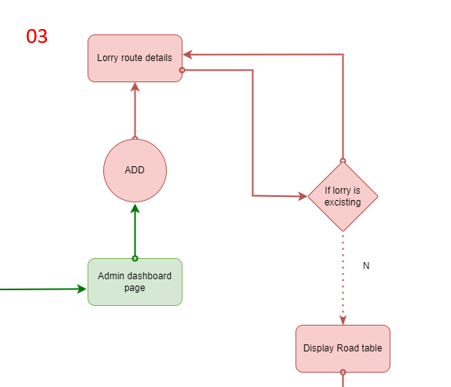 03
Lorry route details
ADD
If lorry is
excisting
Admin dashboard
page
N
Display Road table